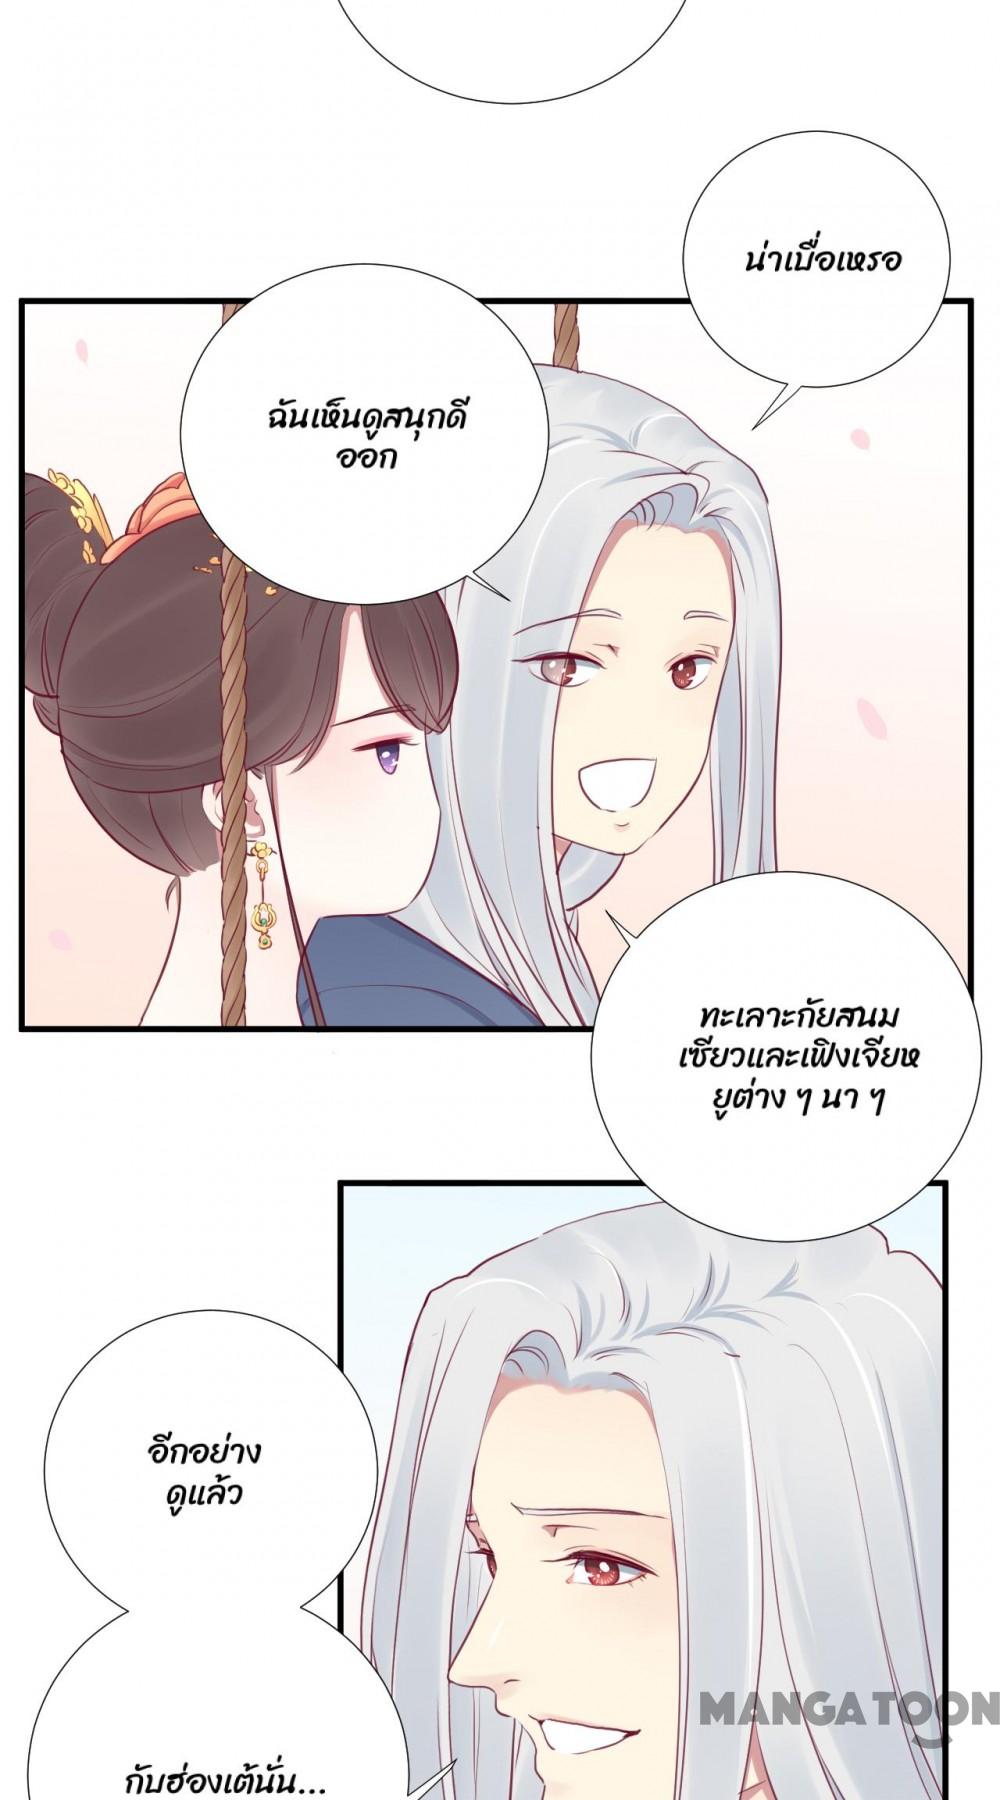 น่าเบื่อเหรอ
ฉันเห็นดูสนุกดี
ออก
ทะเลาะกัยสนม
เซียวและเฟิงเจียห
ยูต่าง ๆ นา ๆ
อีกอย่าง
ดูแล้ว
กับฮ่องเต้นั่น...
MANGATOON